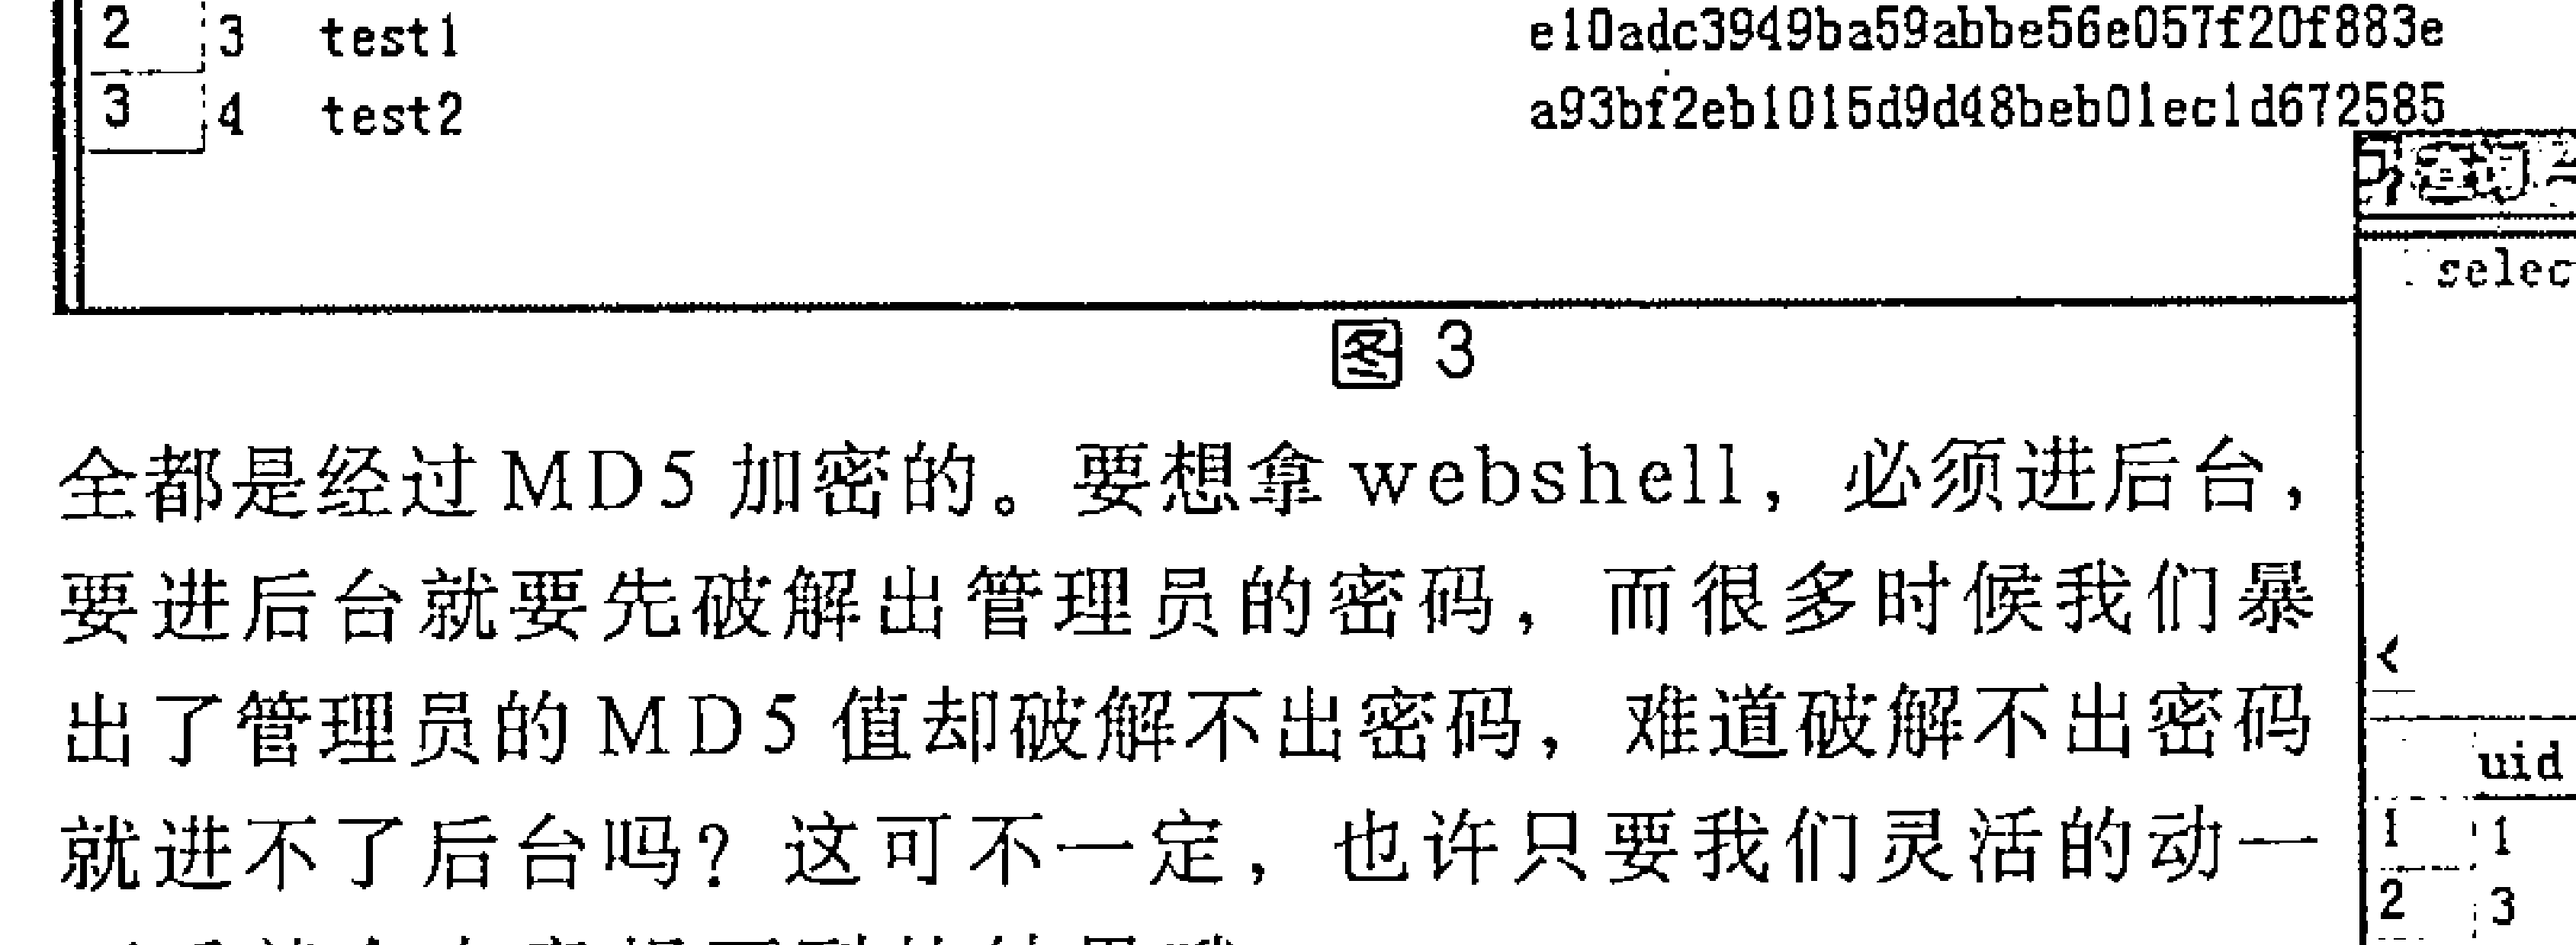 2 3 test1 e10adc3949ba59abbe56e057f20f883e
3 4 test2 a93bf2eb1015d9d48beb01ec1d672585
图 3
全都是经过MD5加密的。要想拿webshell，必须进后台，
要进后台就要先破解出管理员的密码，而很多时候我们暴
出了管理员的MD5值却破解不出密码，难道破解不出密码
就进不了后台吗？这可不一定，也许只要我们灵活的动一
查询
selec
uid
1 1
2 3